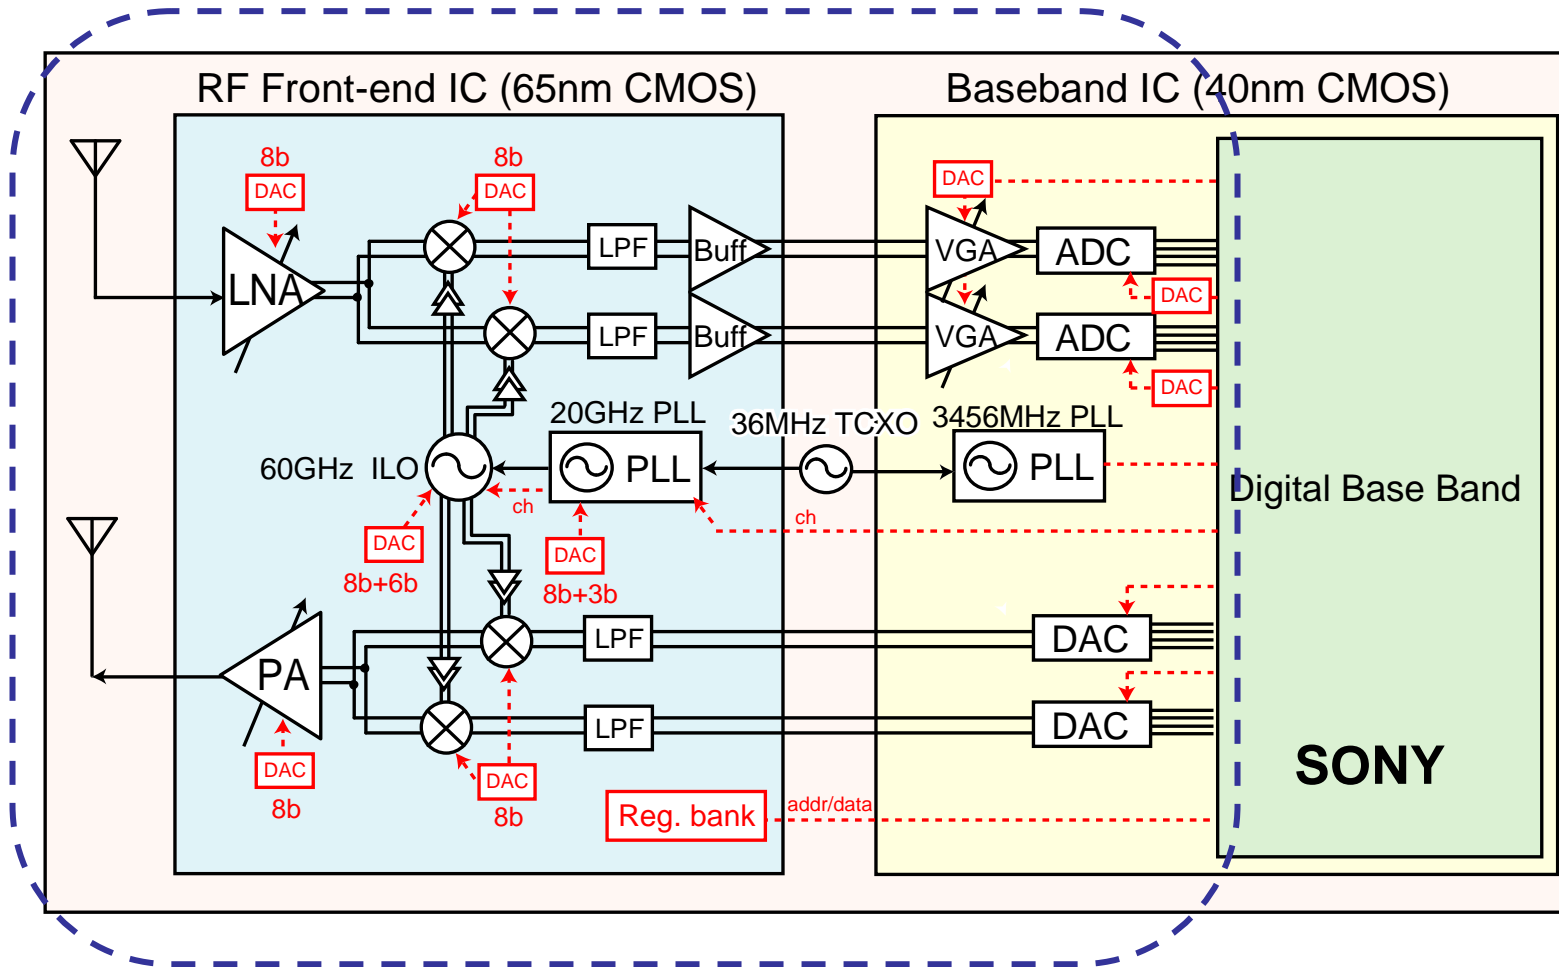 RF Front-end IC (65nm CMOS)
Baseband IC (40nm CMOS)
8b
8b
DAC
DAC
DAC
LNA
LPF
Buff
VGA
ADC
DAC
LPF
Buff
VGA
ADC
DAC
20GHz PLL
36MHz TCXO
3456MHz PLL
60GHz ILO
PLL
PLL
Digital Base Band
ch
ch
DAC
8b+6b
DAC
8b+3b
LPF
DAC
PA
LPF
DAC
DAC
8b
DAC
8b
SONY
Reg. bank
addr/data